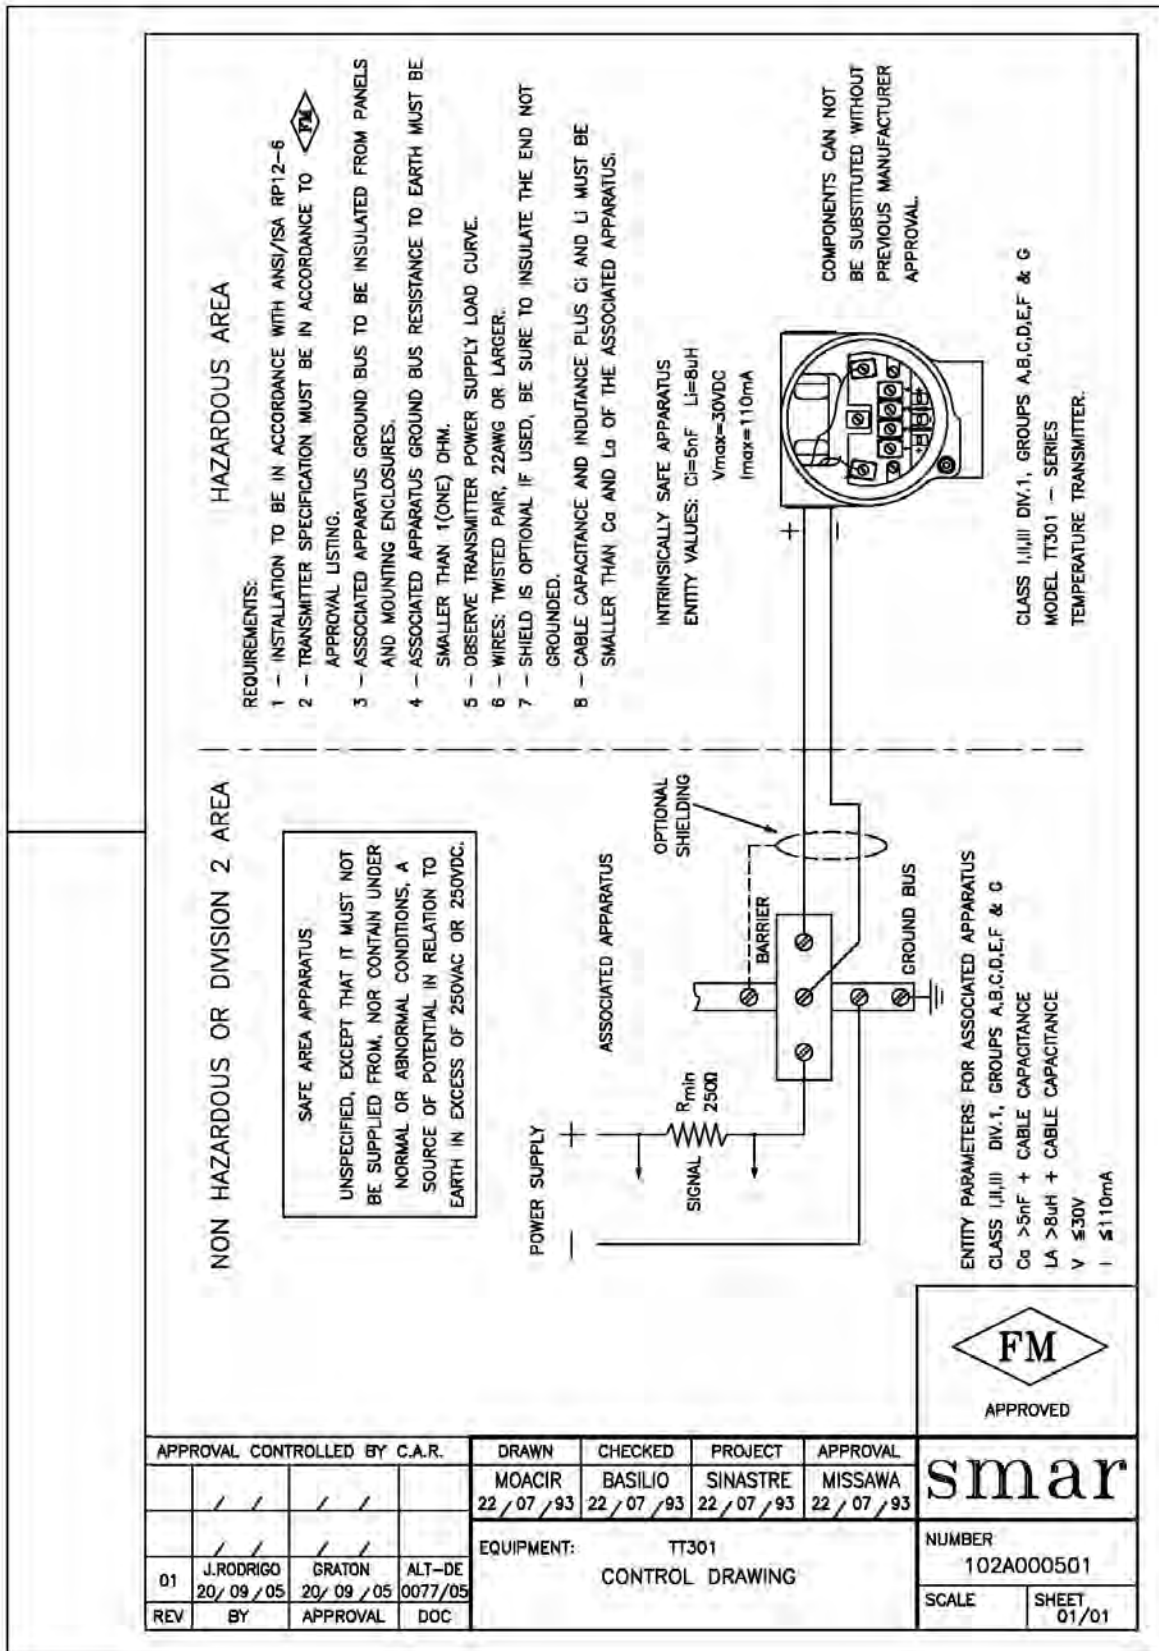 NON HAZARDOUS OR DIVISION 2 AREA
SAFE AREA APPARATUS
UNSPECIFIED, EXCEPT THAT IT MUST NOT
BE SUPPLIED FROM, NOR CONTAIN UNDER
NORMAL OR ABNORMAL CONDITIONS, A
SOURCE OF POTENTIAL IN RELATION TO
EARTH IN EXCESS OF 250VAC OR 250VDC.
POWER SUPPLY
+
—
SIGNAL
Rmin
250Ω
ASSOCIATED APPARATUS
OPTIONAL
SHIELDING
BARRIER
GROUND BUS
ENTITY PARAMETERS FOR ASSOCIATED APPARATUS
CLASS I,II,III DIV.1, GROUPS A,B,C,D,E,F & G
Ca >5nF + CABLE CAPACITANCE
LA >8uH + CABLE CAPACITANCE
V ≦30V
I ≦110mA
HAZARDOUS AREA
REQUIREMENTS:
1 – INSTALLATION TO BE IN ACCORDANCE WITH ANSI/ISA RP12-6
2 – TRANSMITTER SPECIFICATION MUST BE IN ACCORDANCE TO FM
APPROVAL LISTING.
3 – ASSOCIATED APPARATUS GROUND BUS TO BE INSULATED FROM PANELS
AND MOUNTING ENCLOSURES.
4 – ASSOCIATED APPARATUS GROUND BUS RESISTANCE TO EARTH MUST BE
SMALLER THAN 1(ONE) OHM.
5 – OBSERVE TRANSMITTER POWER SUPPLY LOAD CURVE.
6 – WIRES: TWISTED PAIR, 22AWG OR LARGER.
7 – SHIELD IS OPTIONAL IF USED, BE SURE TO INSULATE THE END NOT
GROUNDED.
8 – CABLE CAPACITANCE AND INDUTANCE PLUS Ci AND Li MUST BE
SMALLER THAN Ca AND La OF THE ASSOCIATED APPARATUS.
INTRINSICALLY SAFE APPARATUS
ENTITY VALUES: Ci=5nF Li=8uH
Vmax=30VDC
Imax=110mA
+
–
COMPONENTS CAN NOT
BE SUBSTITUTED WITHOUT
PREVIOUS MANUFACTURER
APPROVAL.
CLASS I,II,III DIV.1, GROUPS A,B,C,D,E,F & G
MODEL TT301 – SERIES
TEMPERATURE TRANSMITTER.
FM
APPROVED
APPROVAL CONTROLLED BY C.A.R.
/ / / /
/ / / /
01 J.RODRIGO GRATON ALT-DE
20/ 09 /05 20/ 09 /05 0077/05
REV BY APPROVAL DOC
DRAWN CHECKED PROJECT APPROVAL
MOACIR BASILIO SINASTRE MISSAWA
22 /07 /93 22 /07 /93 22 /07 /93 22 /07 /93
EQUIPMENT: TT301
CONTROL DRAWING
smar
NUMBER
102A000501
SCALE SHEET
01/01